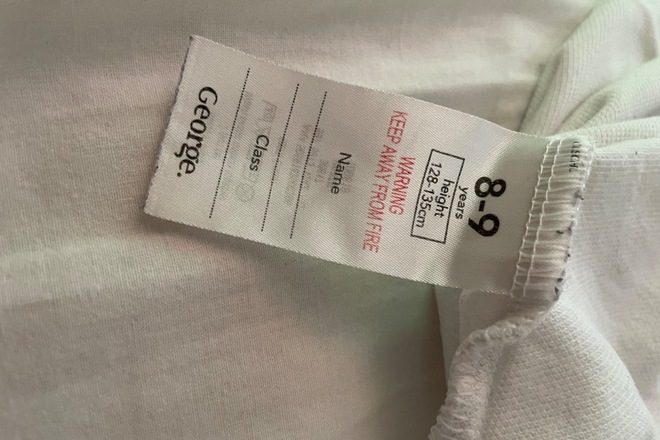 8-9
years
height
128-135cm
WARNING
KEEP AWAY FROM FIRE
Name
Class
George.